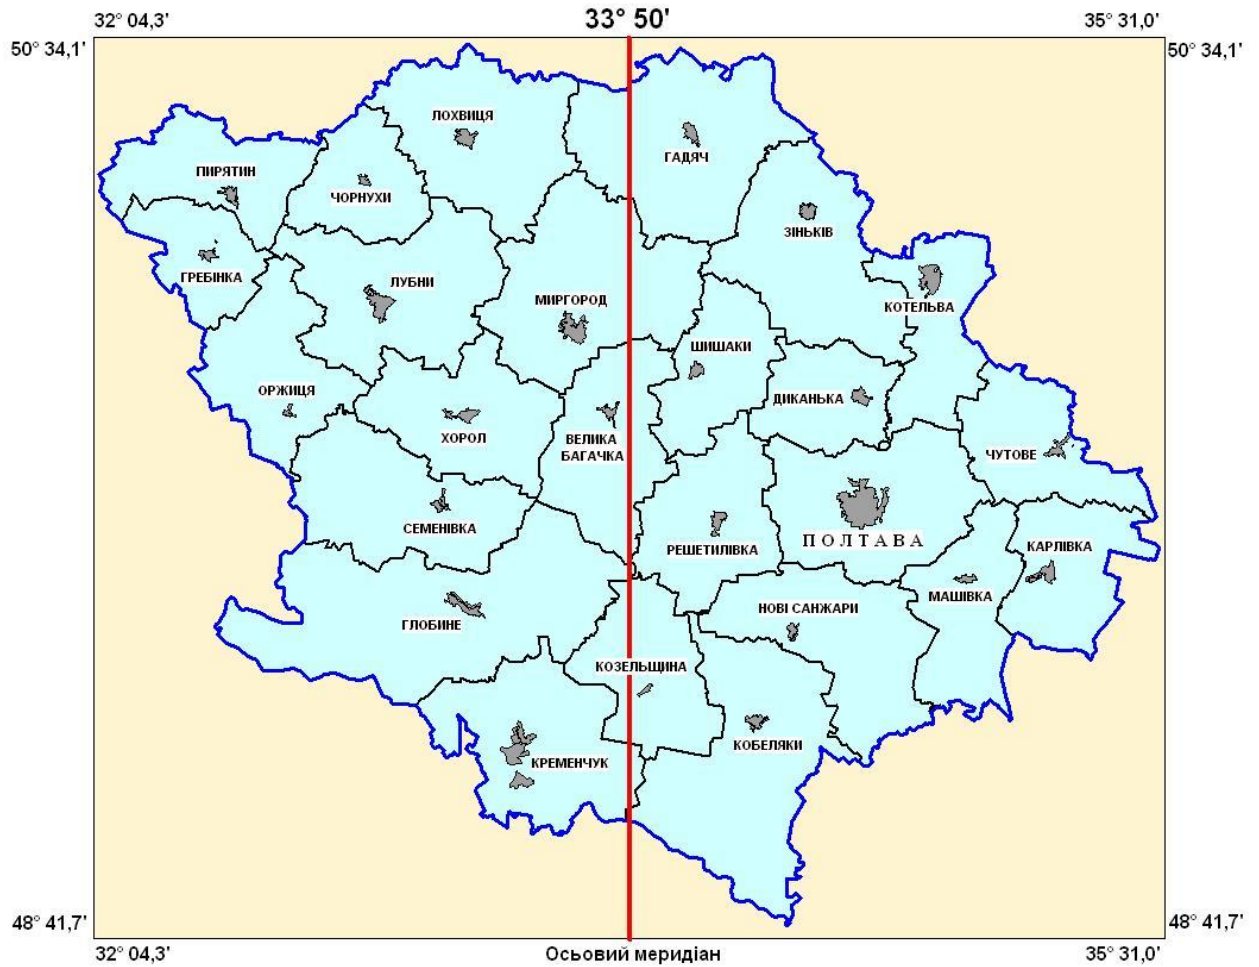 32° 04,3'
33° 50'
35° 31,0'
50° 34,1'
50° 34,1'
ЛОХВИЦЯ
ГАДЯЧ
ПИРЯТИН
ЧОРНУХИ
ЗІНЬКІВ
ГРЕБІНКА
ЛУБНИ
МИРГОРОД
КОТЕЛЬВА
ШИШАКИ
ОРЖИЦЯ
ДИКАНЬКА
ХОРОЛ
ВЕЛИКА
БАГАЧКА
ЧУТОВЕ
СЕМЕНІВКА
РЕШЕТИЛІВКА
ПОЛТАВА
КАРЛІВКА
МАШІВКА
НОВІ САНЖАРИ
ГЛОБИНЕ
КОЗЕЛЬЩИНА
КОБЕЛЯКИ
КРЕМЕНЧУК
48° 41,7'
48° 41,7'
32° 04,3'
Осьовий меридіан
35° 31,0'